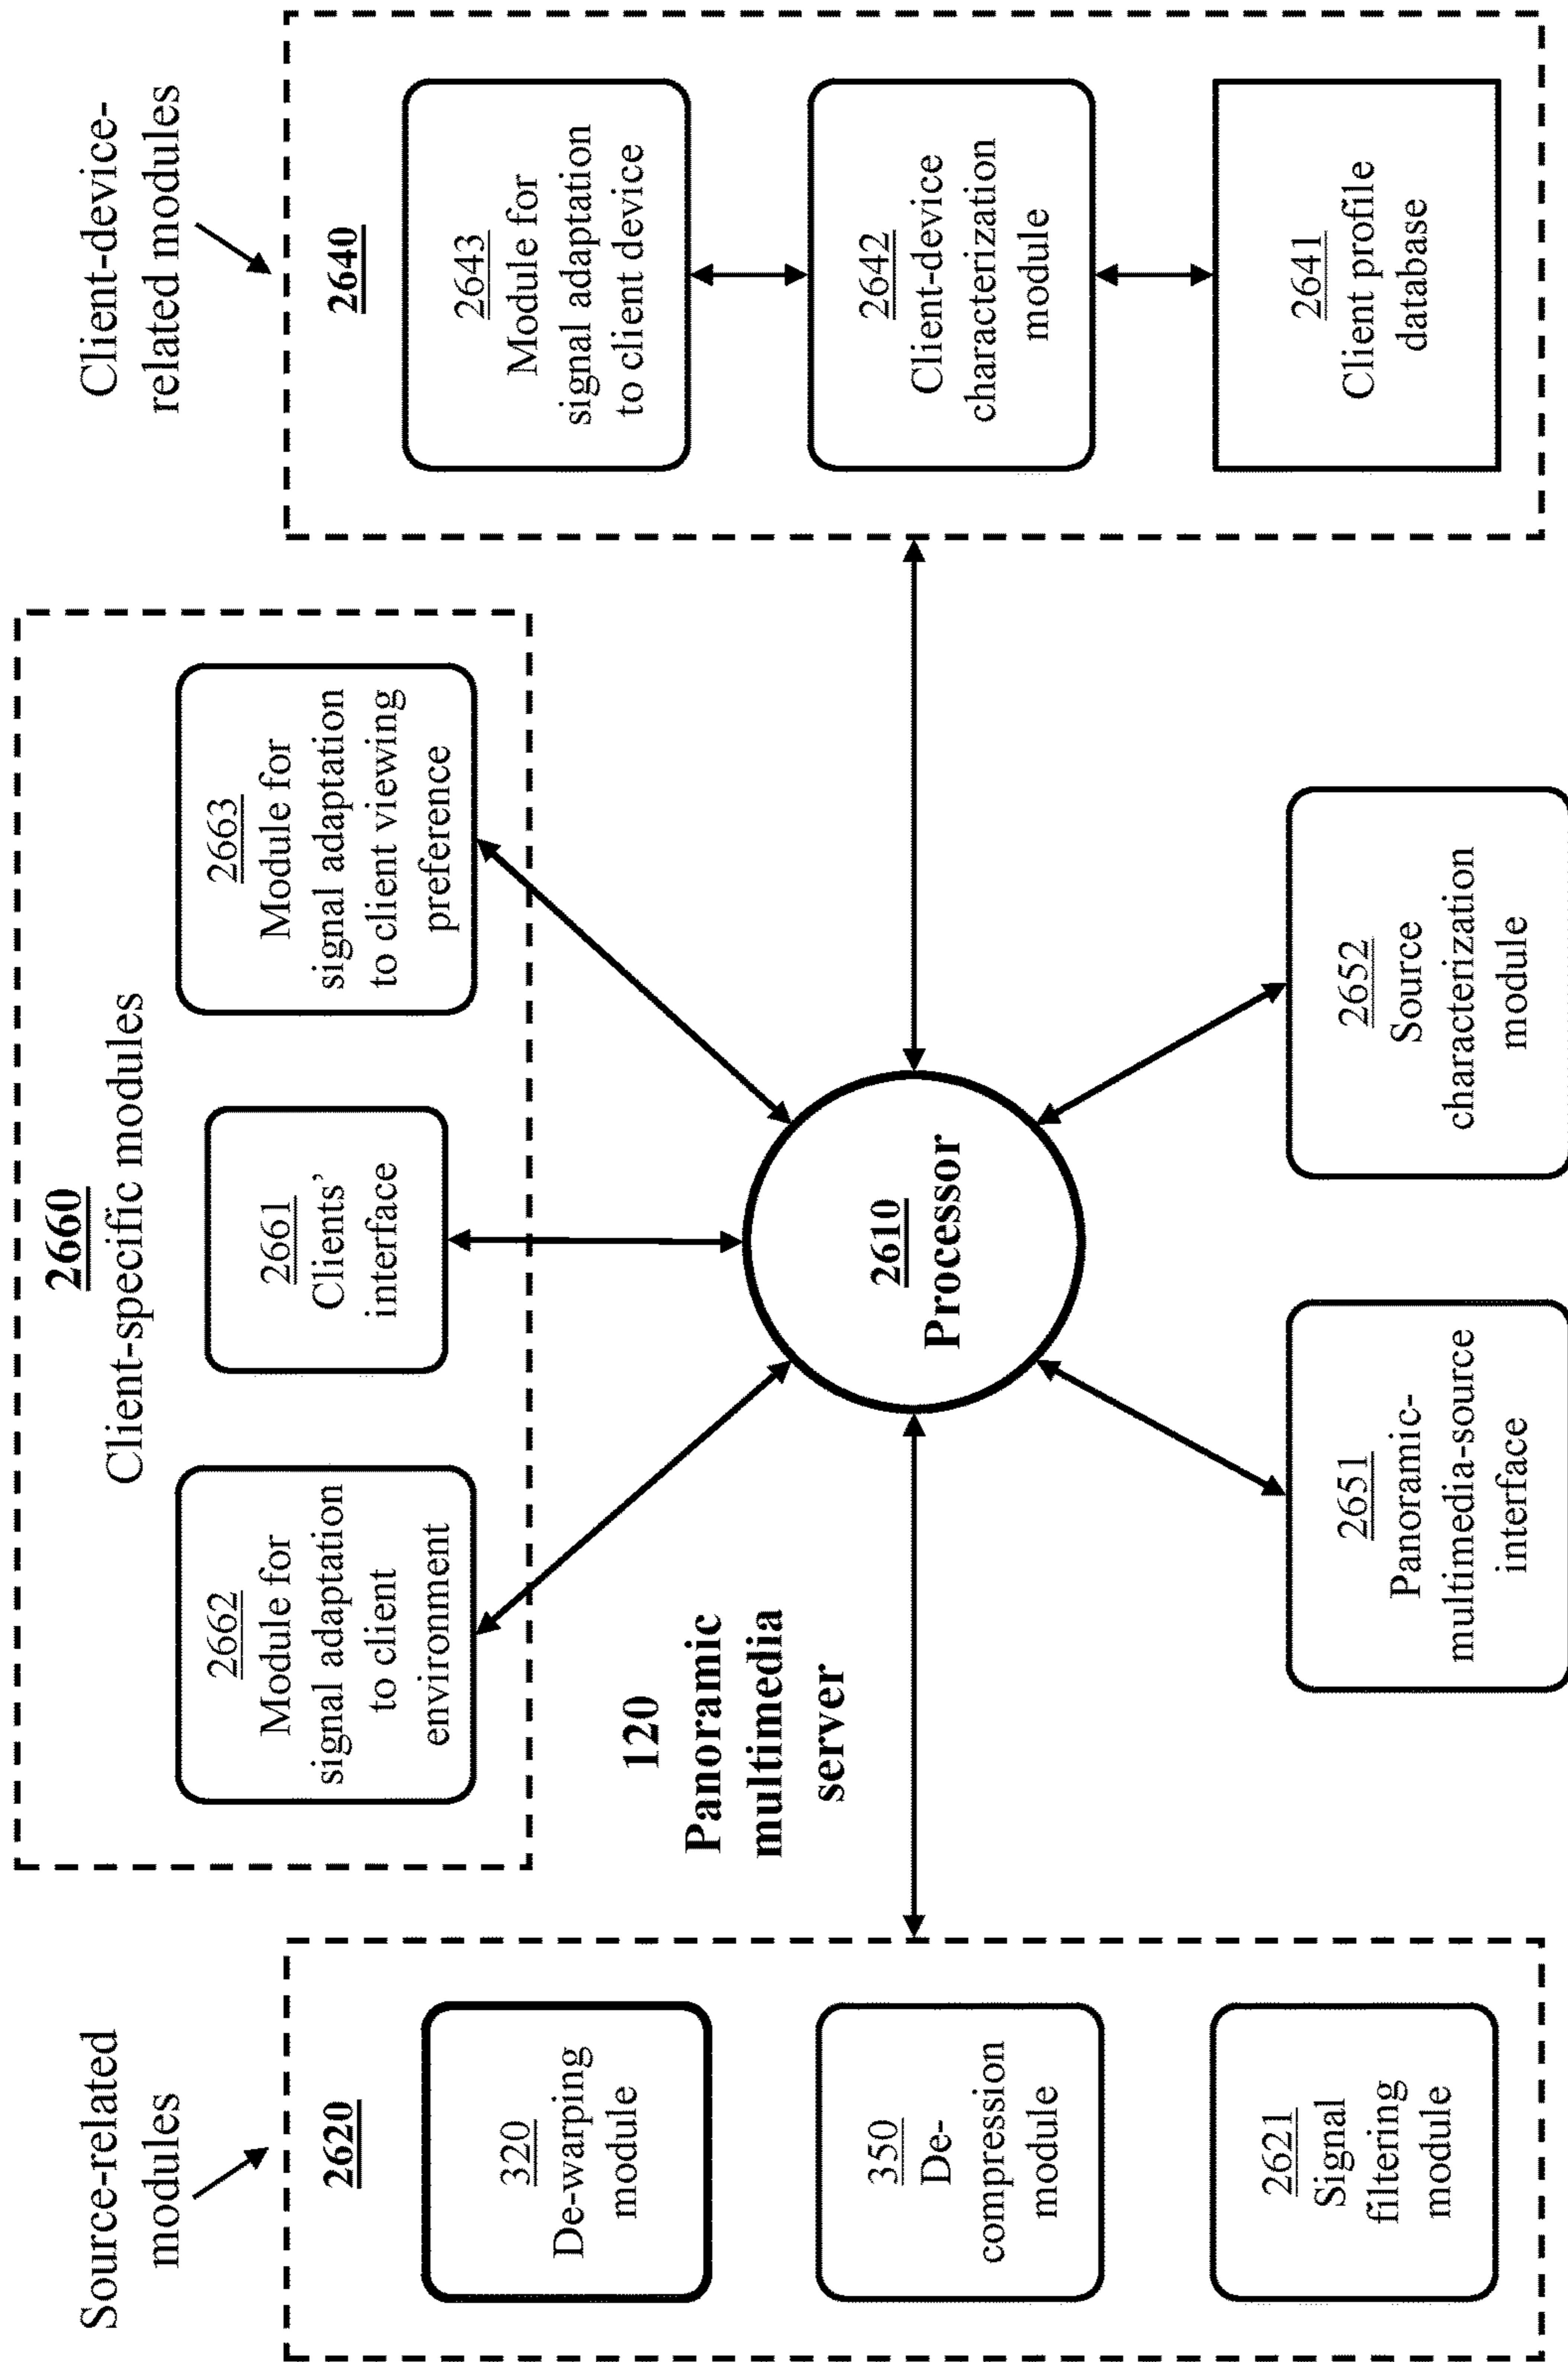 Source-related
modules
2620
320
De-warping
module
350
De-
compression
module
2621
Signal
filtering
module
2660
Client-specific modules
2662
Module for
signal adaptation
to client
environment
2661
Clients'
interface
2663
Module for
signal adaptation
to client viewing
preference
120
Panoramic
multimedia
server
2610
Processor
2651
Panoramic-
multimedia-source
interface
2652
Source
characterization
module
Client-device-
related modules
2640
2643
Module for
signal adaptation
to client device
2642
Client-device
characterization
module
2641
Client profile
database